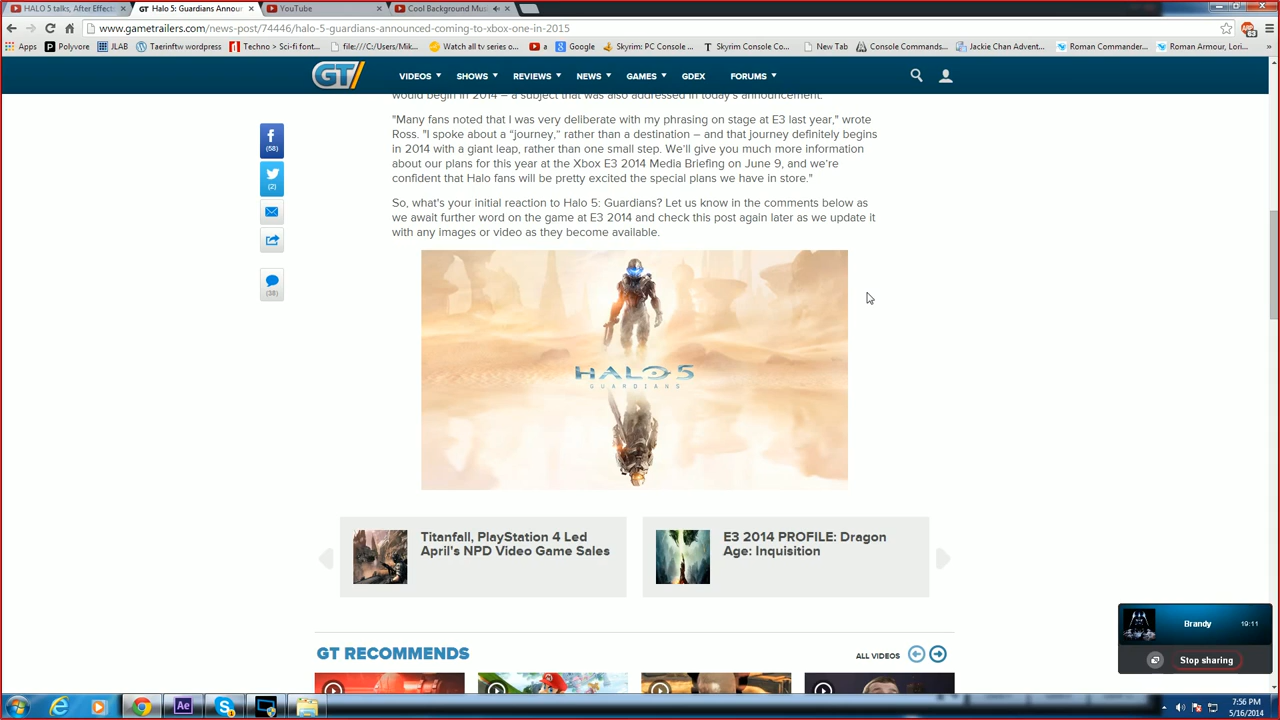 HALO 5 talks, After Effect
GT Halo 5: Guardians Annou
YouTube
Cool Background Mus
www.gametrailers.com/news-post/74446/halo-5-guardians-announced-coming-to-xbox-one-in-2015
Apps
Polyvore
JLAB
Taerinftw wordpress
Techno > Sci-fi font...
file:///C:/Users/Mik...
Watch all tv series o...
a
Google
Skyrim: PC Console ...
Skyrim Console Co...
New Tab
Console Commands...
Jackie Chan Advent...
Roman Commander...
Roman Armour, Lori...
GT
VIDEOS
SHOWS
REVIEWS
NEWS
GAMES
GDEX
FORUMS
would begin in 2014 – a subject that was also addressed in today's announcement.
"Many fans noted that I was very deliberate with my phrasing on stage at E3 last year," wrote
Ross. "I spoke about a “journey,” rather than a destination – and that journey definitely begins
in 2014 with a giant leap, rather than one small step. We'll give you much more information
about our plans for this year at the Xbox E3 2014 Media Briefing on June 9, and we're
confident that Halo fans will be pretty excited the special plans we have in store."
So, what's your initial reaction to Halo 5: Guardians? Let us know in the comments below as
we await further word on the game at E3 2014 and check this post again later as we update it
with any images or video as they become available.
(58)
(2)
(38)
HALO 5
GUARDIANS
Titanfall, PlayStation 4 Led
April's NPD Video Game Sales
E3 2014 PROFILE: Dragon
Age: Inquisition
GT RECOMMENDS
ALL VIDEOS
Brandy
19:11
Stop sharing
Ae
7:56 PM
5/16/2014